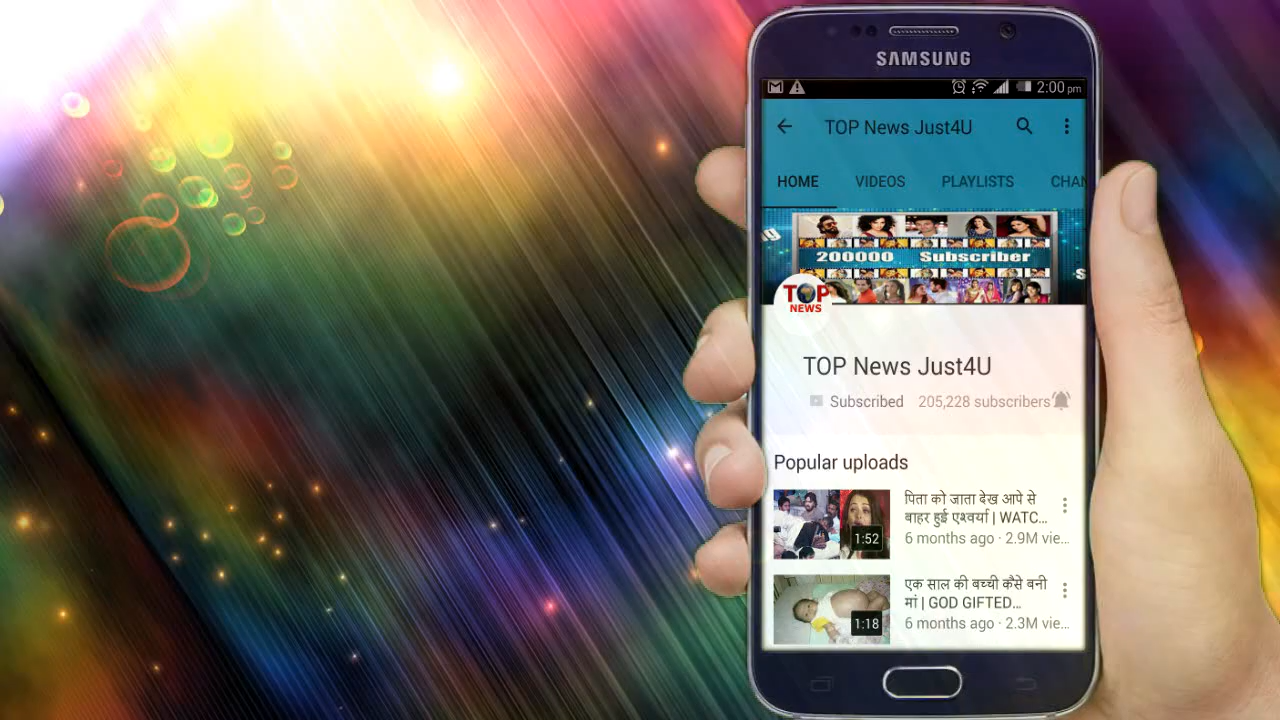 SAMSUNG
2:00 pm
TOP News Just4U
HOME VIDEOS PLAYLISTS CHAN
200000 Subscriber
TOP
NEWS
TOP News Just4U
Subscribed 205,228 subscribers
Popular uploads
पिता को जाता देख आपे से
बाहर हुई एश्वर्या | WATC...
1:52
6 months ago · 2.9M vie...
एक साल की बच्ची कैसे बनी
मां | GOD GIFTED...
1:18
6 months ago · 2.3M vie...